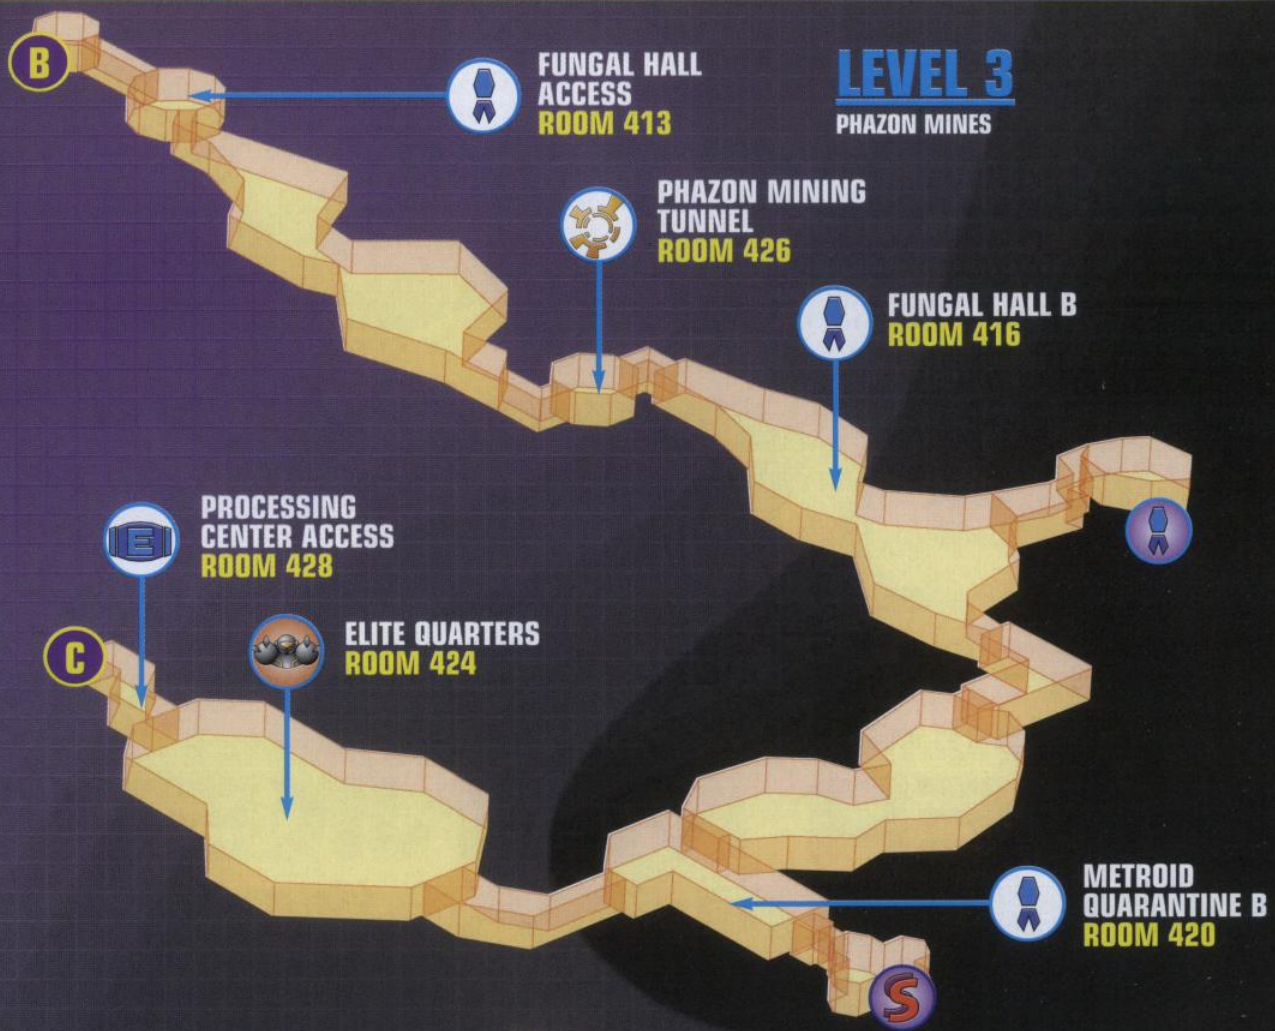 LEVEL 3
PHAZON MINES
B
FUNGAL HALL
ACCESS
ROOM 413
PHAZON MINING
TUNNEL
ROOM 426
FUNGAL HALL B
ROOM 416
PROCESSING
CENTER ACCESS
ROOM 428
E
C
ELITE QUARTERS
ROOM 424
METROID
QUARANTINE B
ROOM 420
S